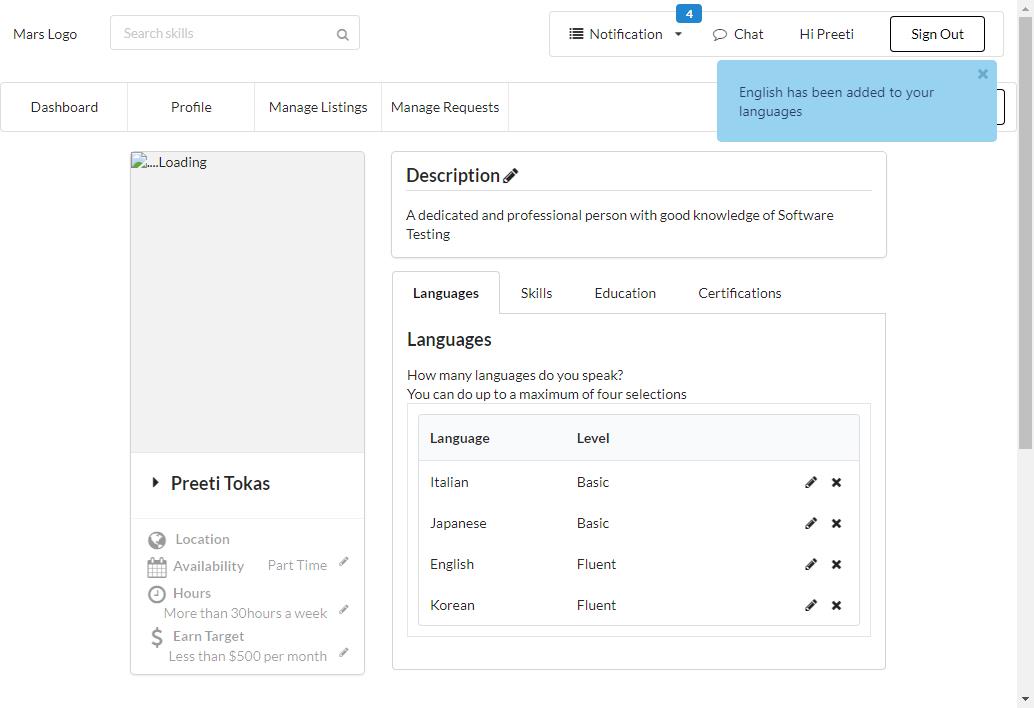 Mars Logo
Search skills
4
Notification
Chat
Hi Preeti
Sign Out
Dashboard
Profile
Manage Listings
Manage Requests
English has been added to your
languages
....Loading
Preeti Tokas
Location
Availability Part Time
Hours
More than 30hours a week
Earn Target
Less than $500 per month
Description
A dedicated and professional person with good knowledge of Software
Testing
Languages
Skills
Education
Certifications
Languages
How many languages do you speak?
You can do up to a maximum of four selections
Language Level
Italian Basic
Japanese Basic
English Fluent
Korean Fluent